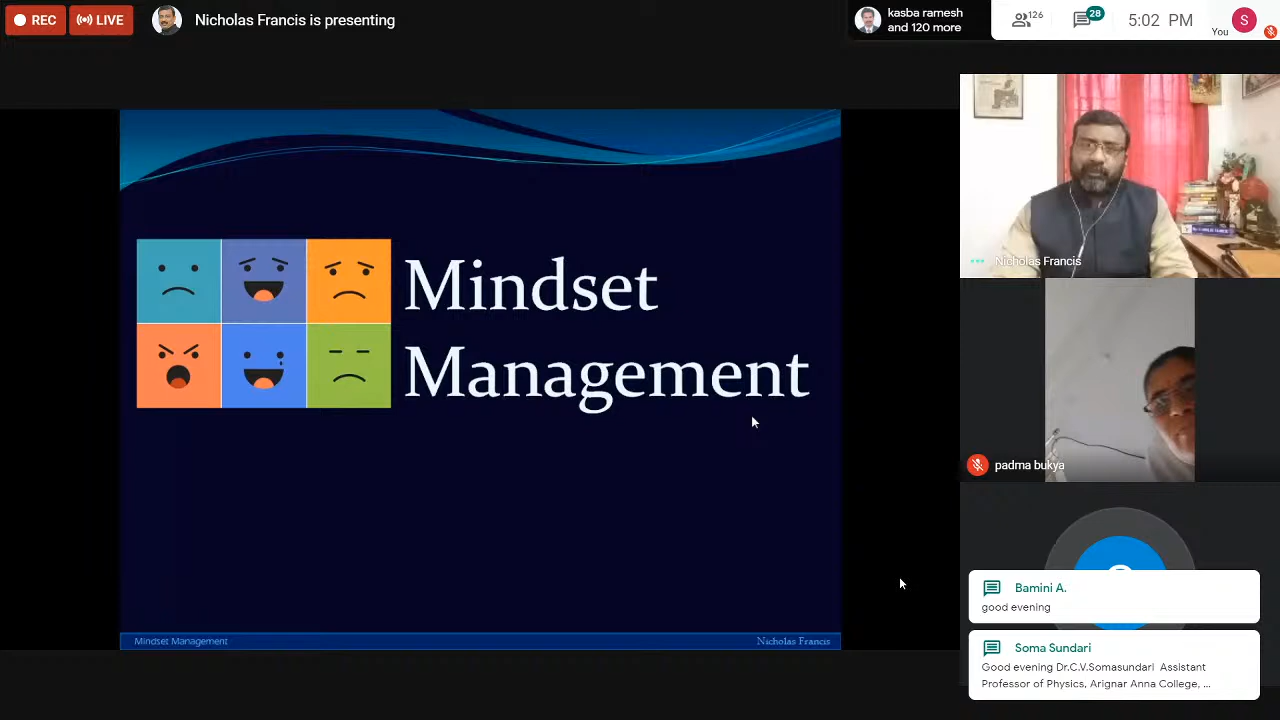 REC
LIVE
Nicholas Francis is presenting
kasba ramesh
and 120 more
126
28
5:02 PM
You
S
Mindset
Management
Nicholas Francis
padma bukya
Bamini A.
good evening
Soma Sundari
Good evening Dr.C.V.Somasundari Assistant
Professor of Physics, Arignar Anna College, ...
Mindset Management
Nicholas Francis